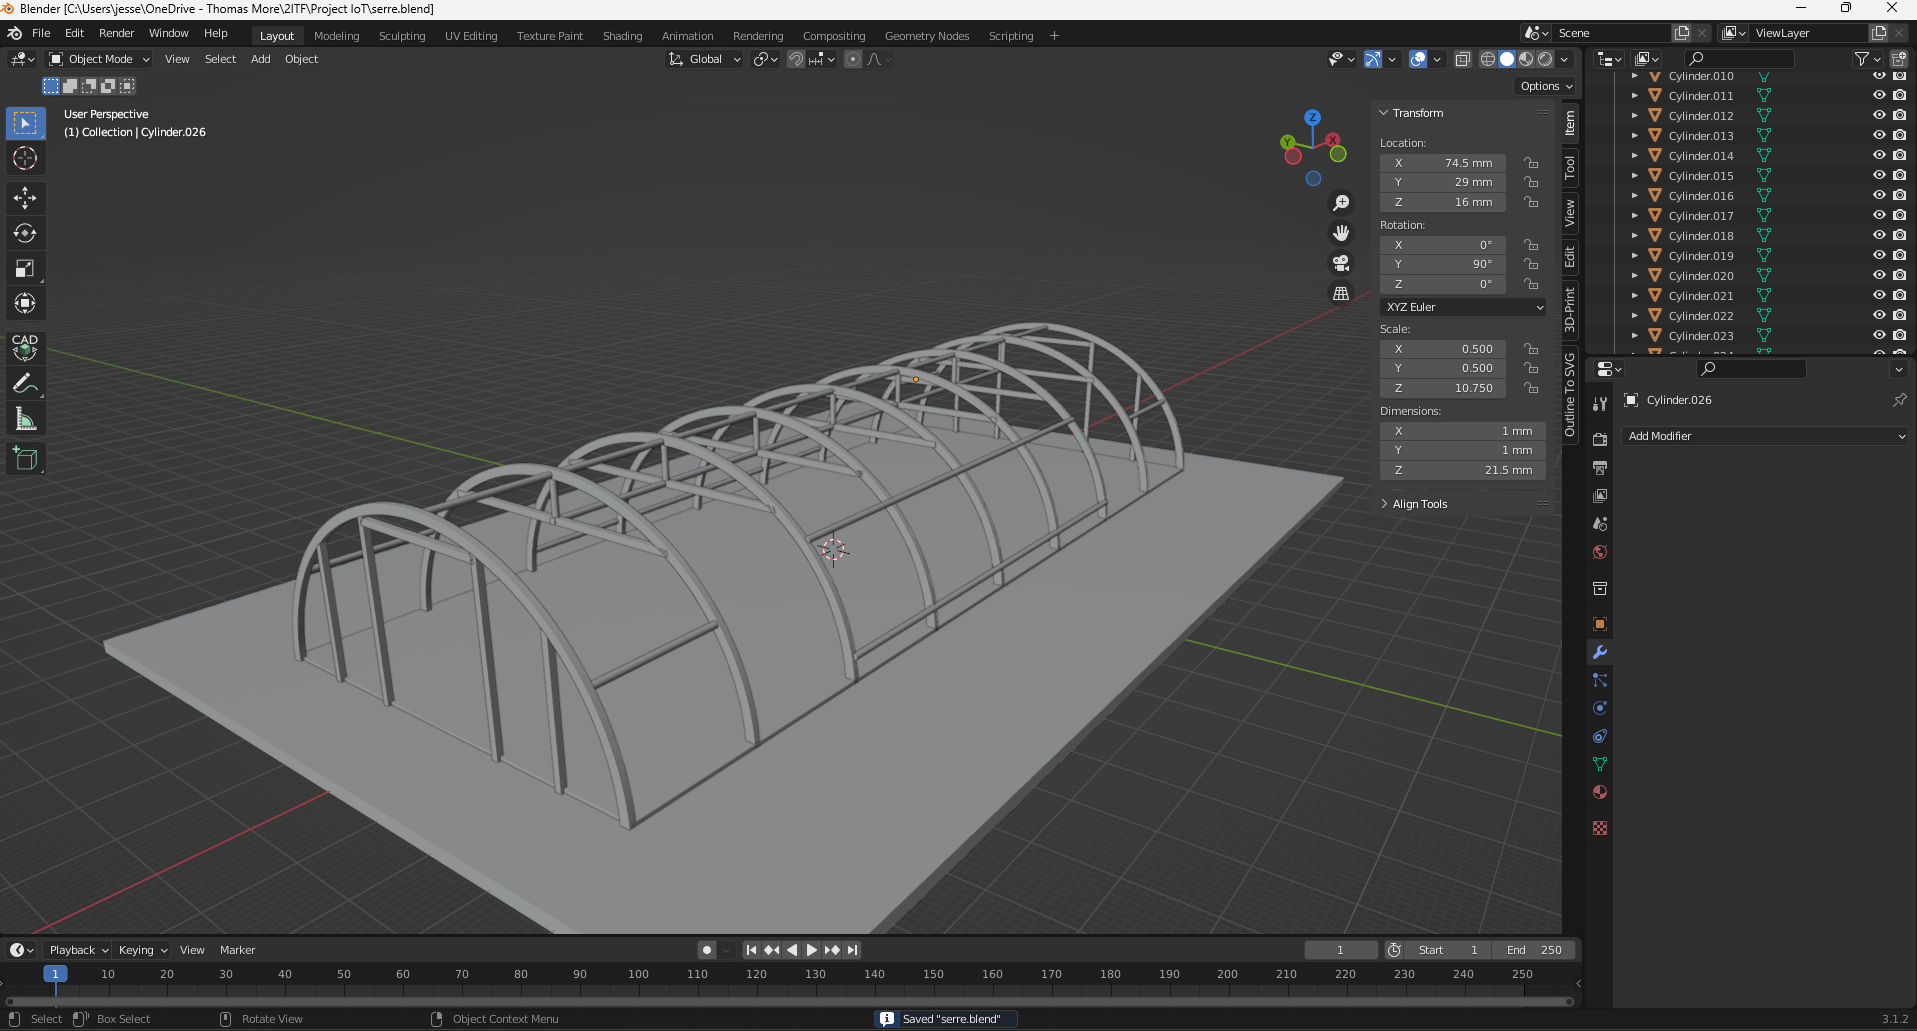 Blender [C:\Users\jesse\OneDrive - Thomas More\2ITF\Project IoT\serre.blend]
File Edit Render Window Help Layout Modeling Sculpting UV Editing Texture Paint Shading Animation Rendering Compositing Geometry Nodes Scripting + Scene ViewLayer
Object Mode View Select Add Object Global
Options
User Perspective
(1) Collection | Cylinder.026
CAD
Z
Y
X
Transform
Location:
X 74.5 mm
Y 29 mm
Z 16 mm
Rotation:
X 0°
Y 90°
Z 0°
XYZ Euler
Scale:
X 0.500
Y 0.500
Z 10.750
Dimensions:
X 1 mm
Y 1 mm
Z 21.5 mm
Align Tools
Item
Tool
View
Edit
3D-Print
Outline To SVG
Cylinder.010
Cylinder.011
Cylinder.012
Cylinder.013
Cylinder.014
Cylinder.015
Cylinder.016
Cylinder.017
Cylinder.018
Cylinder.019
Cylinder.020
Cylinder.021
Cylinder.022
Cylinder.023
Cylinder.026
Add Modifier
Playback Keying View Marker 1 Start 1 End 250
1 10 20 30 40 50 60 70 80 90 100 110 120 130 140 150 160 170 180 190 200 210 220 230 240 250
Select Box Select Rotate View Object Context Menu Saved "serre.blend" 3.1.2